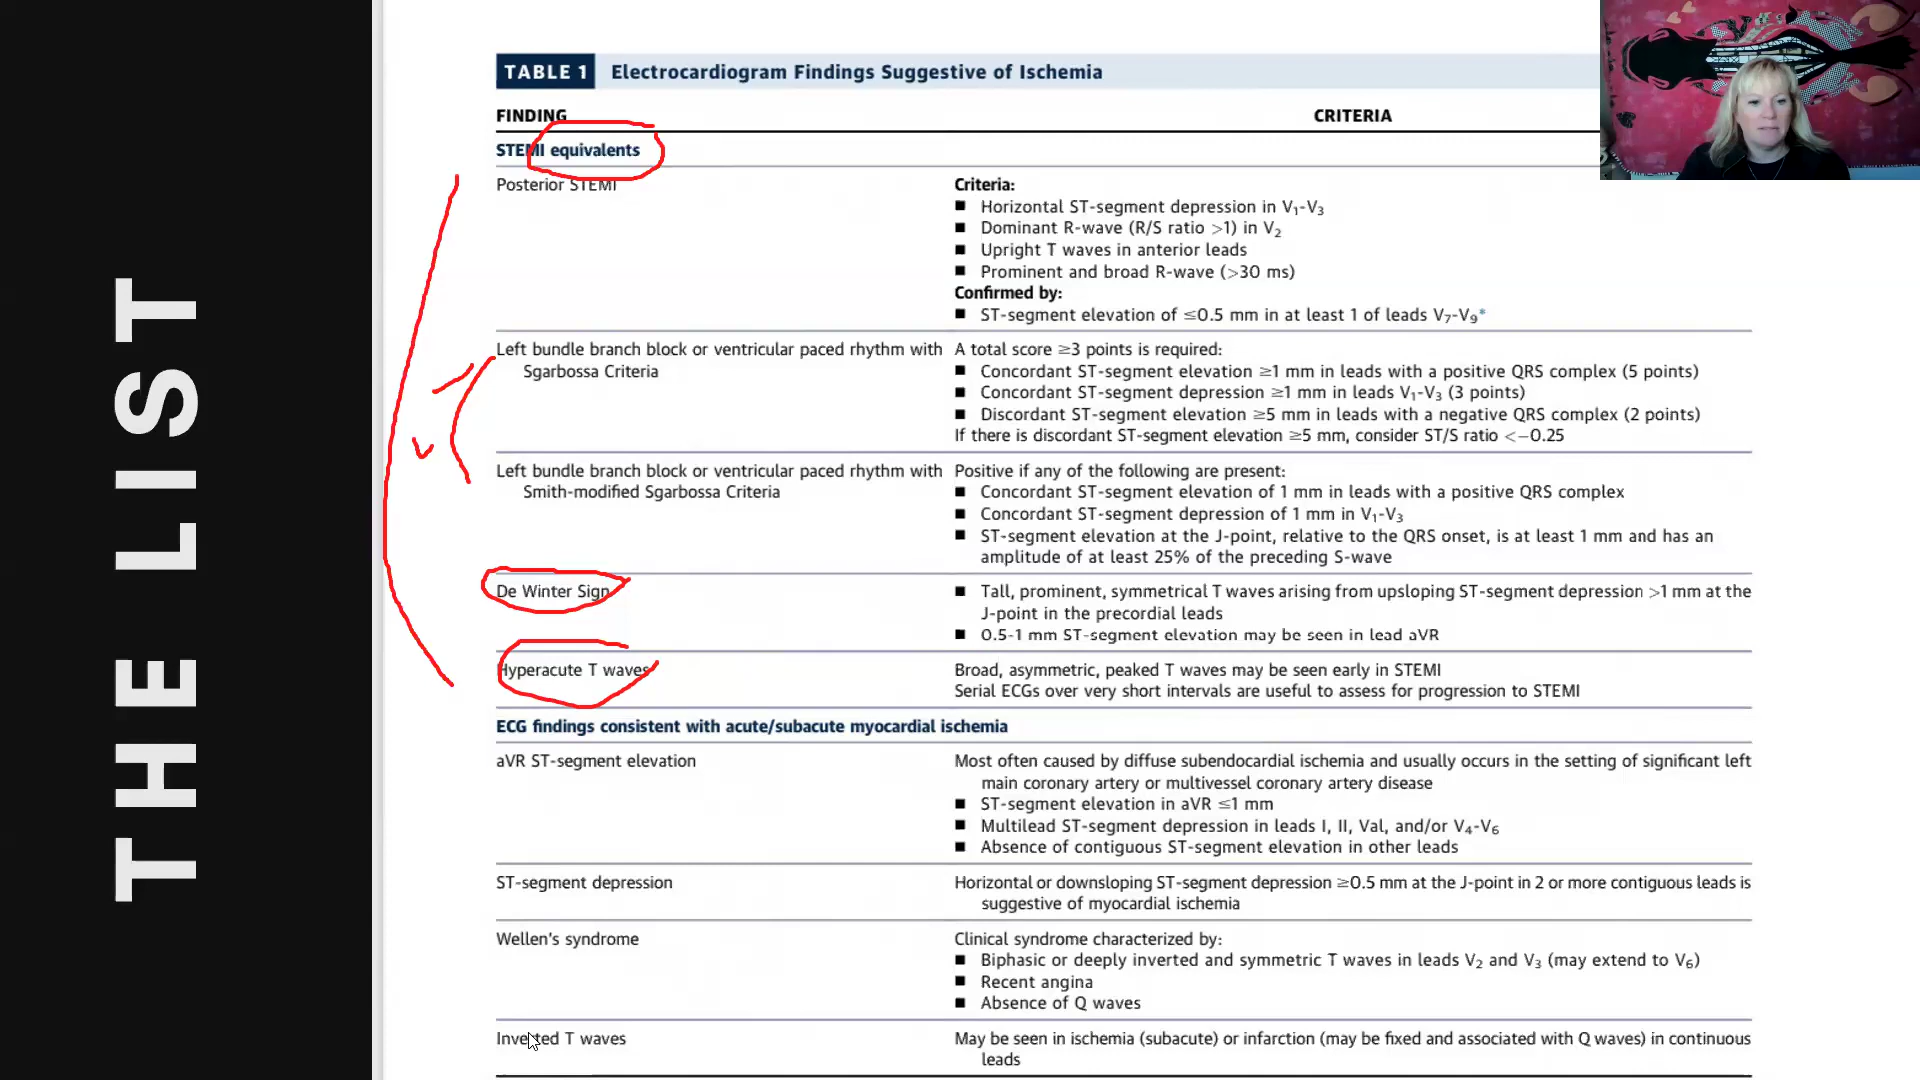 THE LIST
TABLE 1 Electrocardiogram Findings Suggestive of Ischemia
FINDING CRITERIA
STEMI equivalents
Posterior STEMI Criteria:
■ Horizontal ST-segment depression in V1-V3
■ Dominant R-wave (R/S ratio >1) in V2
■ Upright T waves in anterior leads
■ Prominent and broad R-wave (>30 ms)
Confirmed by:
■ ST-segment elevation of ≤0.5 mm in at least 1 of leads V7-V9*
Left bundle branch block or ventricular paced rhythm with A total score ≥3 points is required:
Sgarbossa Criteria ■ Concordant ST-segment elevation ≥1 mm in leads with a positive QRS complex (5 points)
■ Concordant ST-segment depression ≥1 mm in leads V1-V3 (3 points)
■ Discordant ST-segment elevation ≥5 mm in leads with a negative QRS complex (2 points)
If there is discordant ST-segment elevation ≥5 mm, consider ST/S ratio <−0.25
Left bundle branch block or ventricular paced rhythm with Positive if any of the following are present:
Smith-modified Sgarbossa Criteria ■ Concordant ST-segment elevation of 1 mm in leads with a positive QRS complex
■ Concordant ST-segment depression of 1 mm in V1-V3
■ ST-segment elevation at the J-point, relative to the QRS onset, is at least 1 mm and has an
amplitude of at least 25% of the preceding S-wave
De Winter Sign ■ Tall, prominent, symmetrical T waves arising from upsloping ST-segment depression >1 mm at the
J-point in the precordial leads
■ 0.5-1 mm ST-segment elevation may be seen in lead aVR
Hyperacute T waves Broad, asymmetric, peaked T waves may be seen early in STEMI
Serial ECGs over very short intervals are useful to assess for progression to STEMI
ECG findings consistent with acute/subacute myocardial ischemia
aVR ST-segment elevation Most often caused by diffuse subendocardial ischemia and usually occurs in the setting of significant left
main coronary artery or multivessel coronary artery disease
■ ST-segment elevation in aVR ≤1 mm
■ Multilead ST-segment depression in leads I, II, Val, and/or V4-V6
■ Absence of contiguous ST-segment elevation in other leads
ST-segment depression Horizontal or downsloping ST-segment depression ≥0.5 mm at the J-point in 2 or more contiguous leads is
suggestive of myocardial ischemia
Wellen's syndrome Clinical syndrome characterized by:
■ Biphasic or deeply inverted and symmetric T waves in leads V2 and V3 (may extend to V6)
■ Recent angina
■ Absence of Q waves
Inverted T waves May be seen in ischemia (subacute) or infarction (may be fixed and associated with Q waves) in continuous
leads